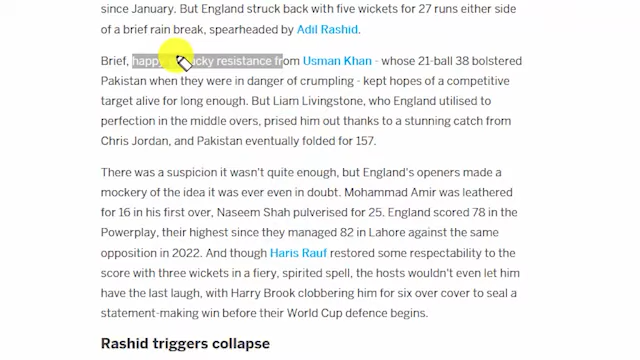 since January. But England struck back with five wickets for 27 runs either side
of a brief rain break, spearheaded by Adil Rashid.
Brief, resistance from Usman Khan - whose 21-ball 38 bolstered
Pakistan when they were in danger of crumpling - kept hopes of a competitive
target alive for long enough. But Liam Livingstone, who England utilised to
perfection in the middle overs, prised him out thanks to a stunning catch from
Chris Jordan, and Pakistan eventually folded for 157.
There was a suspicion it wasn't quite enough, but England's openers made a
mockery of the idea it was ever even in doubt. Mohammad Amir was leathered
for 16 in his first over, Naseem Shah pulverised for 25. England scored 78 in the
Powerplay, their highest since they managed 82 in Lahore against the same
opposition in 2022. And though Haris Rauf restored some respectability to the
score with three wickets in a fiery, spirited spell, the hosts wouldn't even let him
have the last laugh, with Harry Brook clobbering him for six over cover to seal a
statement-making win before their World Cup defence begins.
Rashid triggers collapse